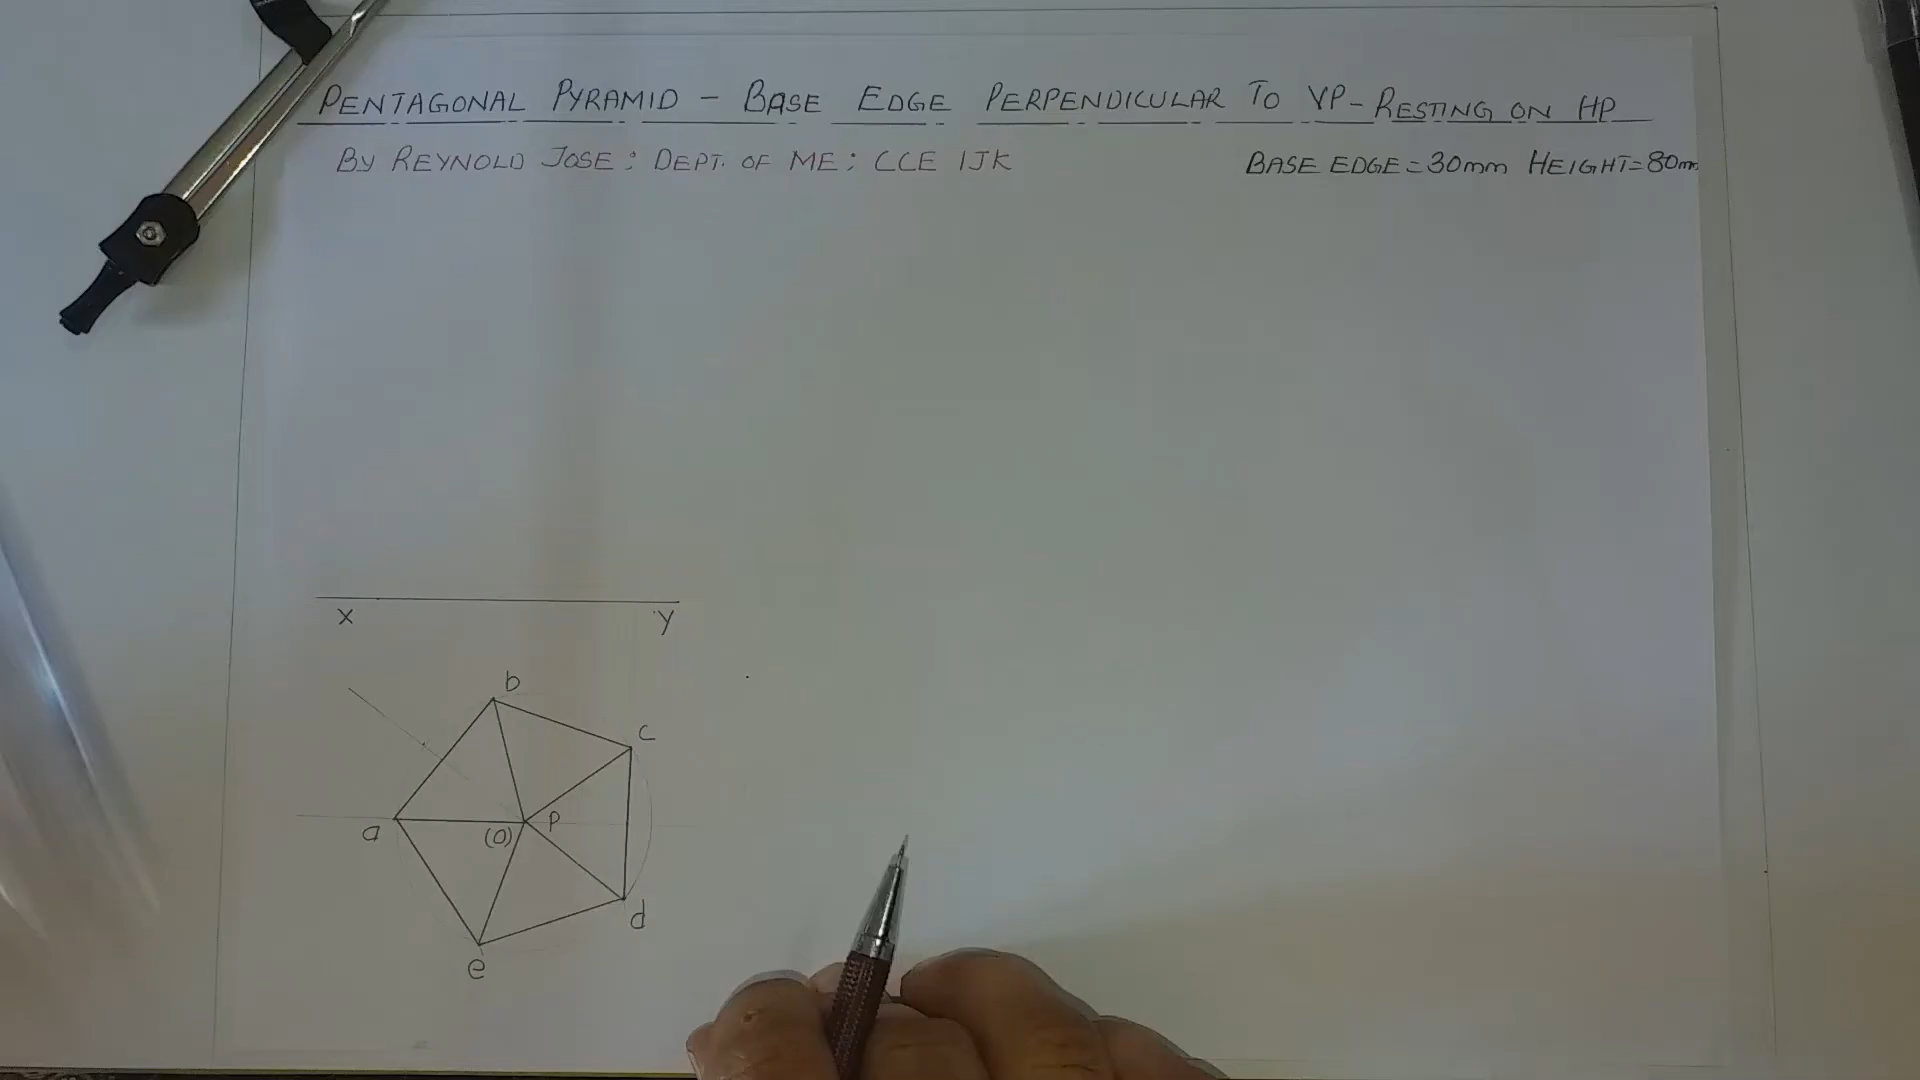 PENTAGONAL PYRAMID - BASE EDGE PERPENDICULAR TO VP - RESTING ON HP
BY REYNOLD JOSE : DEPT. OF ME ; CCE IJK
BASE EDGE = 30mm HEIGHT = 80m
X
Y
b
c
a
(O)
P
d
e